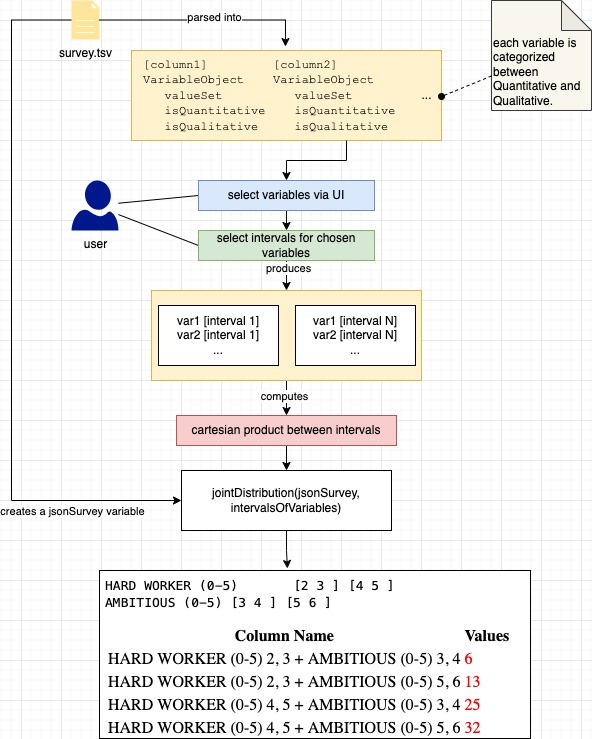 parsed into
survey.tsv
each variable is
categorized
between
Quantitative and
Qualitative.
[column1] [column2]
VariableObject VariableObject
valueSet valueSet
isQuantitative isQuantitative
isQualitative isQualitative
...
select variables via UI
user
select intervals for chosen
variables
produces
var1 [interval 1] var1 [interval N]
var2 [interval 1] var2 [interval N]
... ...
computes
cartesian product between intervals
jointDistribution(jsonSurvey,
intervalsOfVariables)
creates a jsonSurvey variable
HARD WORKER (0-5) [2 3 ] [4 5 ]
AMBITIOUS (0-5) [3 4 ] [5 6 ]
Column Name Values
HARD WORKER (0-5) 2, 3 + AMBITIOUS (0-5) 3, 4 6
HARD WORKER (0-5) 2, 3 + AMBITIOUS (0-5) 5, 6 13
HARD WORKER (0-5) 4, 5 + AMBITIOUS (0-5) 3, 4 25
HARD WORKER (0-5) 4, 5 + AMBITIOUS (0-5) 5, 6 32